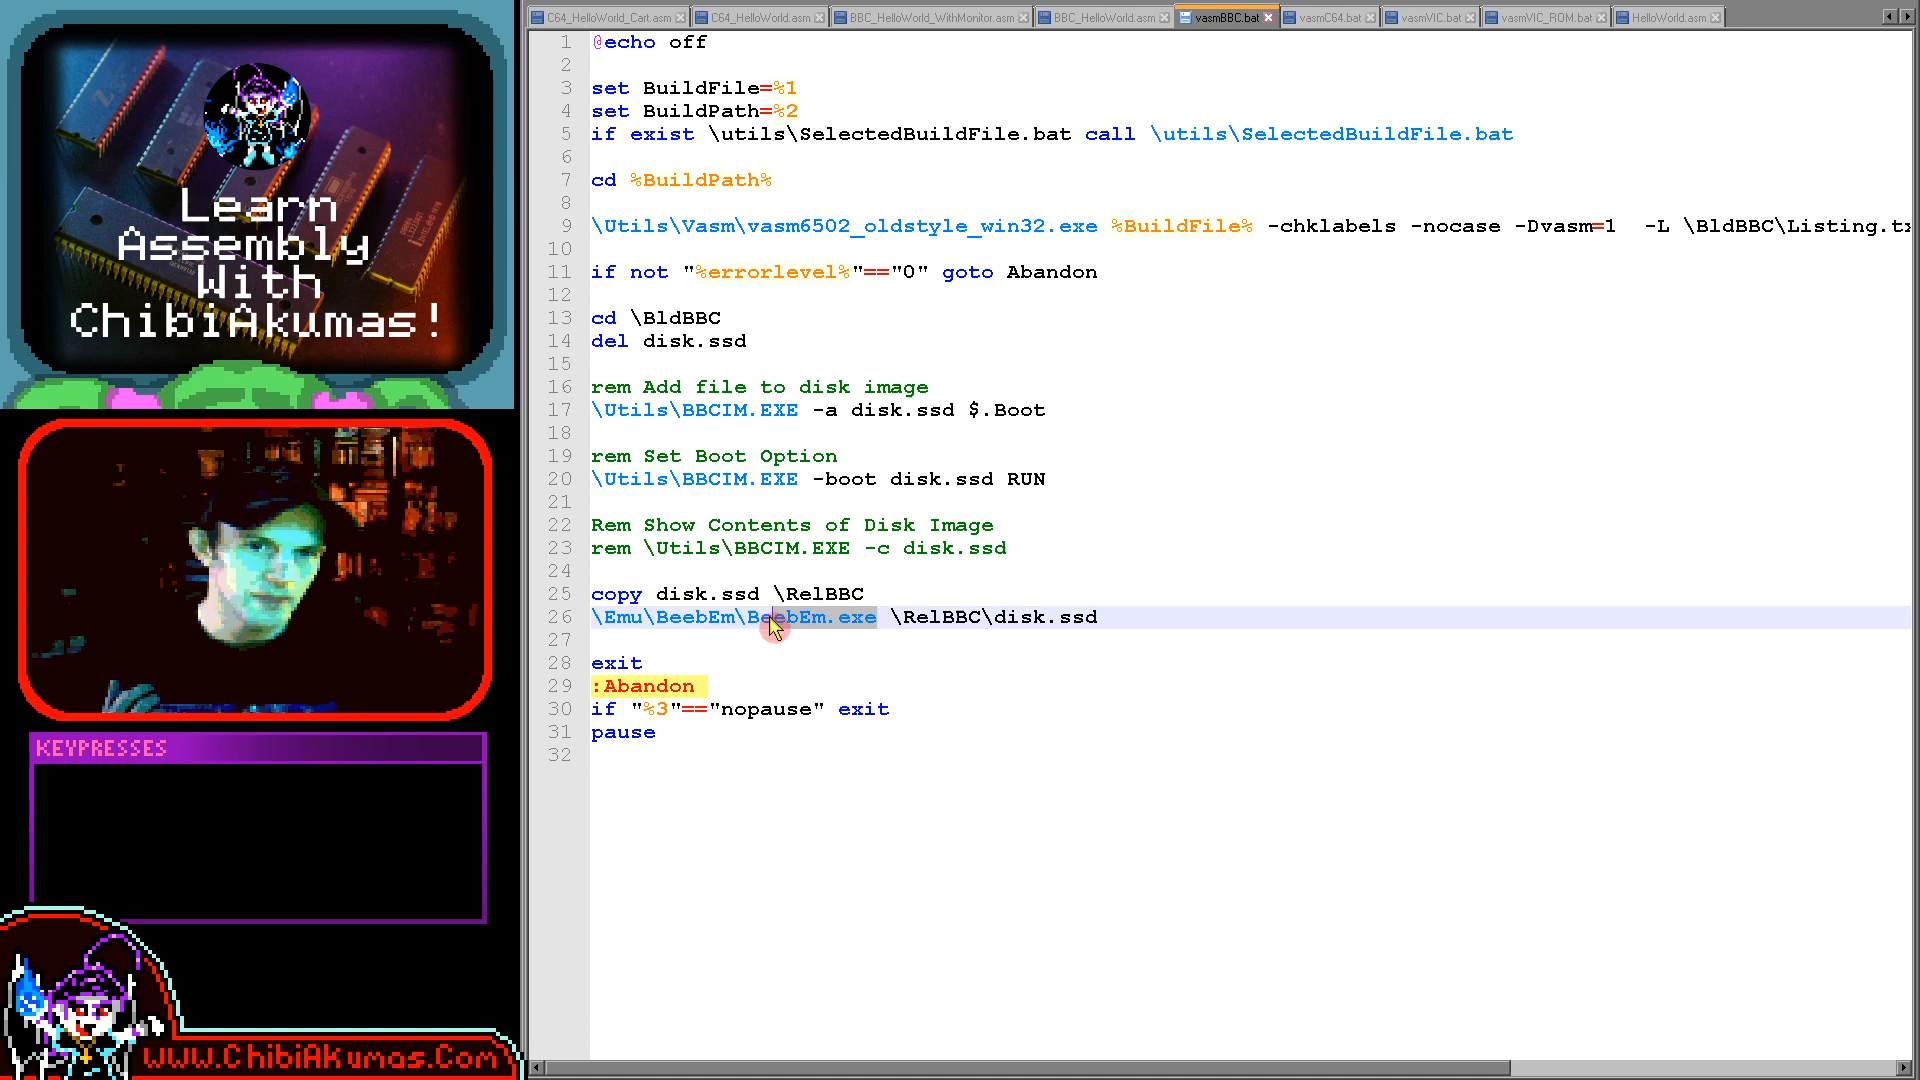 Learn
Assembly
With
ChibiAkumas!
KEYPRESSES
www.ChibiAkumas.Com
C64_HelloWorld_Cart.asm
C64_HelloWorld.asm
BBC_HelloWorld_WithMonitor.asm
BBC_HelloWorld.asm
vasmBBC.bat
vasmC64.bat
vasmVIC.bat
vasmVIC_ROM.bat
HelloWorld.asm
1 @echo off
2
3 set BuildFile=%1
4 set BuildPath=%2
5 if exist \utils\SelectedBuildFile.bat call \utils\SelectedBuildFile.bat
6
7 cd %BuildPath%
8
9 \Utils\Vasm\vasm6502_oldstyle_win32.exe %BuildFile% -chklabels -nocase -Dvasm=1  -L \BldBBC\Listing.tx
10
11 if not "%errorlevel%"=="0" goto Abandon
12
13 cd \BldBBC
14 del disk.ssd
15
16 rem Add file to disk image
17 \Utils\BBCIM.EXE -a disk.ssd $.Boot
18
19 rem Set Boot Option
20 \Utils\BBCIM.EXE -boot disk.ssd RUN
21
22 Rem Show Contents of Disk Image
23 rem \Utils\BBCIM.EXE -c disk.ssd
24
25 copy disk.ssd \RelBBC
26 \Emu\BeebEm\BeebEm.exe \RelBBC\disk.ssd
27
28 exit
29 :Abandon
30 if "%3"=="nopause" exit
31 pause
32